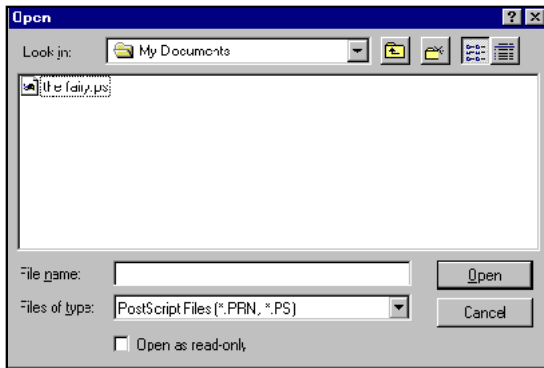 Open
Look in: My Documents
the fairy.ps
File name: Open
Files of type: PostScript Files (*.PRN, *.PS) Cancel
Open as read-only